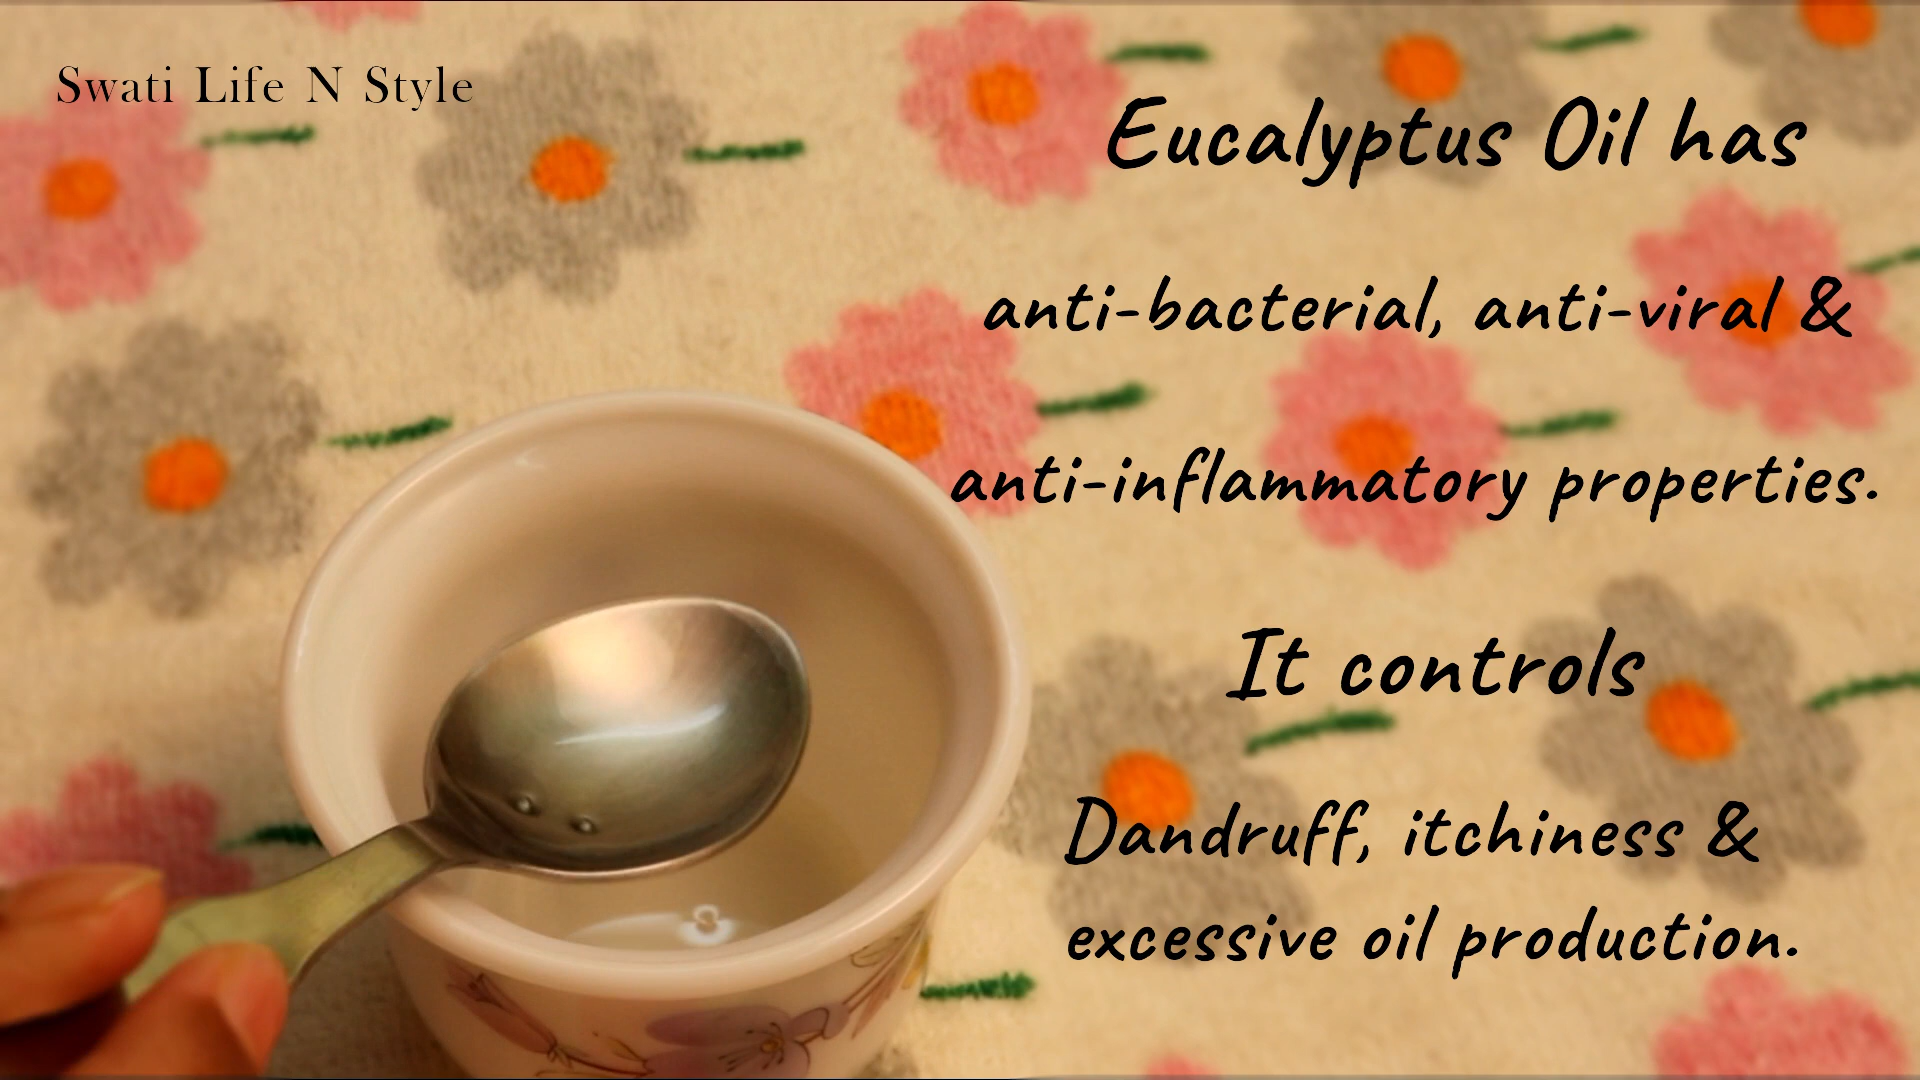 Swati Life N Style
Eucalyptus Oil has
anti-bacterial, anti-viral &
anti-inflammatory properties.
It controls
Dandruff, itchiness &
excessive oil production.